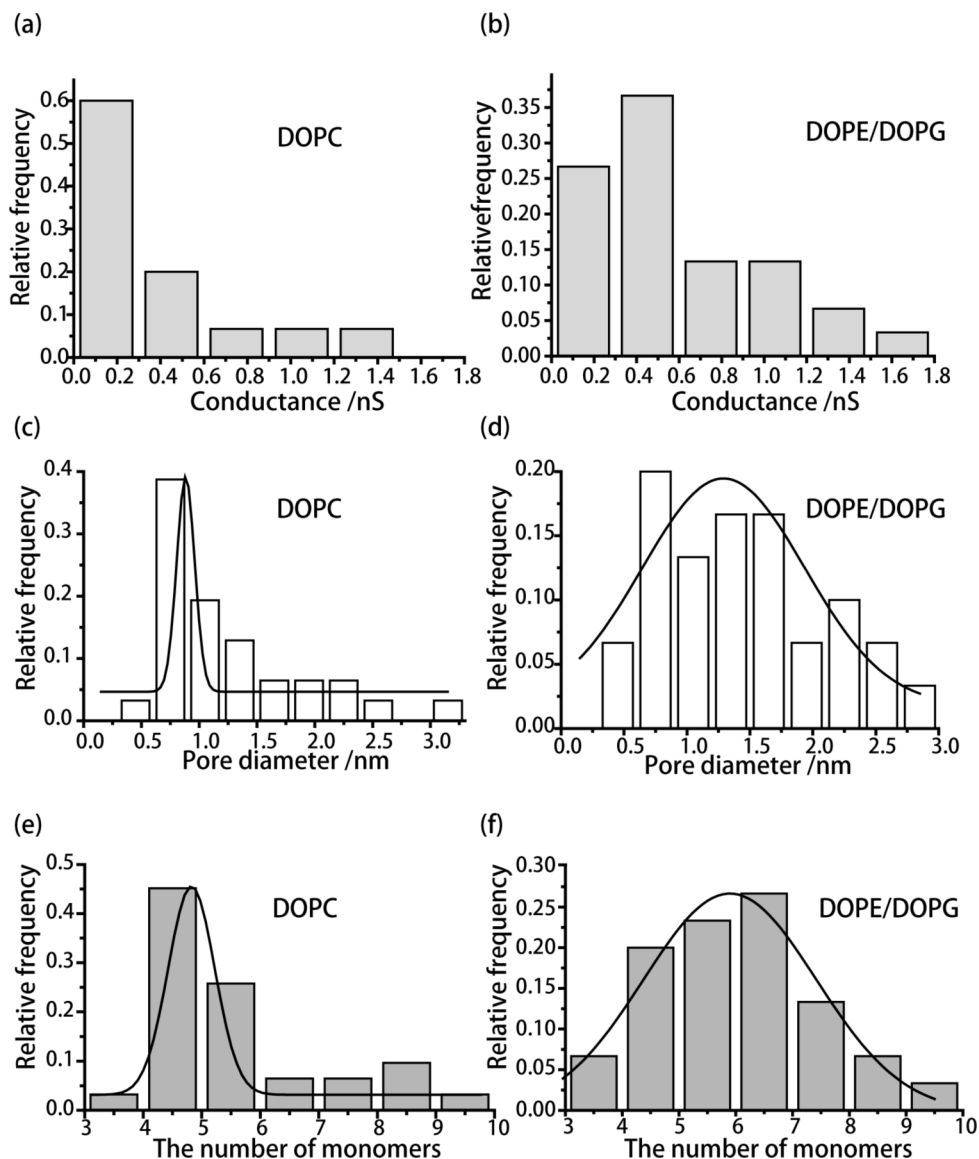 (a)
Relative frequency
0.6
0.5
0.4
0.3
0.2
0.1
0.0
DOPC
0.0 0.2 0.4 0.6 0.8 1.0 1.2 1.4 1.6 1.8
Conductance /nS
(b)
Relativefrequency
0.35
0.30
0.25
0.20
0.15
0.10
0.05
0.00
DOPE/DOPG
0.0 0.2 0.4 0.6 0.8 1.0 1.2 1.4 1.6 1.8
Conductance /nS
(c)
Relative frequency
0.4
0.3
0.2
0.1
0.0
DOPC
0.0 0.5 1.0 1.5 2.0 2.5 3.0
Pore diameter /nm
(d)
Relative frequency
0.20
0.15
0.10
0.05
0.00
DOPE/DOPG
0.0 0.5 1.0 1.5 2.0 2.5 3.0
Pore diameter /nm
(e)
Relative frequency
0.5
0.4
0.3
0.2
0.1
0.0
DOPC
3 4 5 6 7 8 9 10
The number of monomers
(f)
Relative frequency
0.30
0.25
0.20
0.15
0.10
0.05
0.00
DOPE/DOPG
3 4 5 6 7 8 9 10
The number of monomers